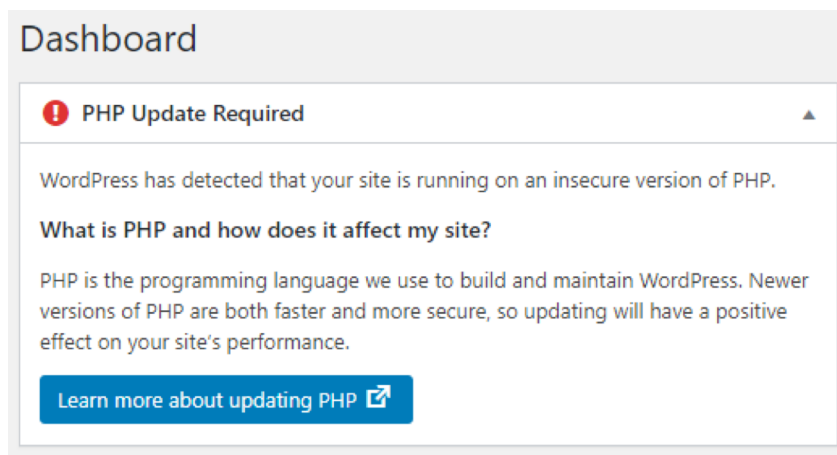 Dashboard
PHP Update Required
WordPress has detected that your site is running on an insecure version of PHP.
What is PHP and how does it affect my site?
PHP is the programming language we use to build and maintain WordPress. Newer
versions of PHP are both faster and more secure, so updating will have a positive
effect on your site’s performance.
Learn more about updating PHP